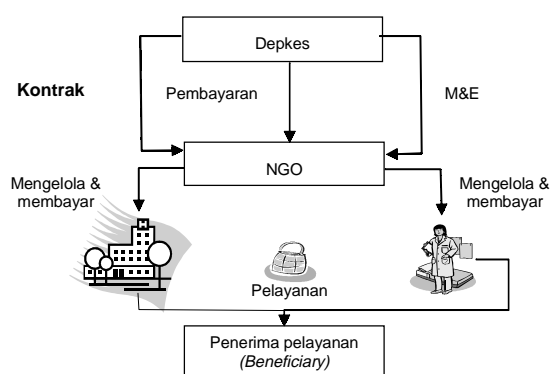 Depkes
Kontrak
Pembayaran
M&E
NGO
Mengelola &
membayar
Mengelola &
membayar
Pelayanan
Penerima pelayanan
(Beneficiary)